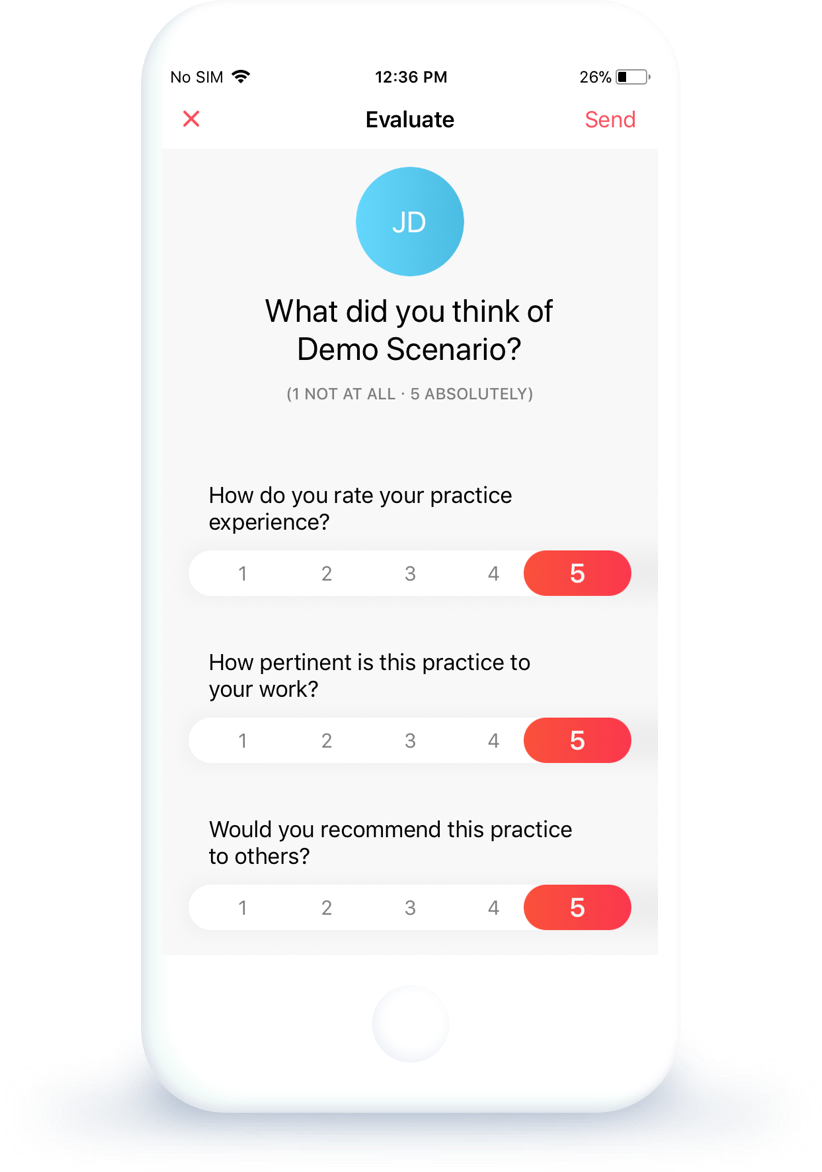 No SIM 12:36 PM 26%
× Evaluate Send
JD
What did you think of
Demo Scenario?
(1 NOT AT ALL · 5 ABSOLUTELY)
How do you rate your practice
experience?
1 2 3 4 5
How pertinent is this practice to
your work?
1 2 3 4 5
Would you recommend this practice
to others?
1 2 3 4 5